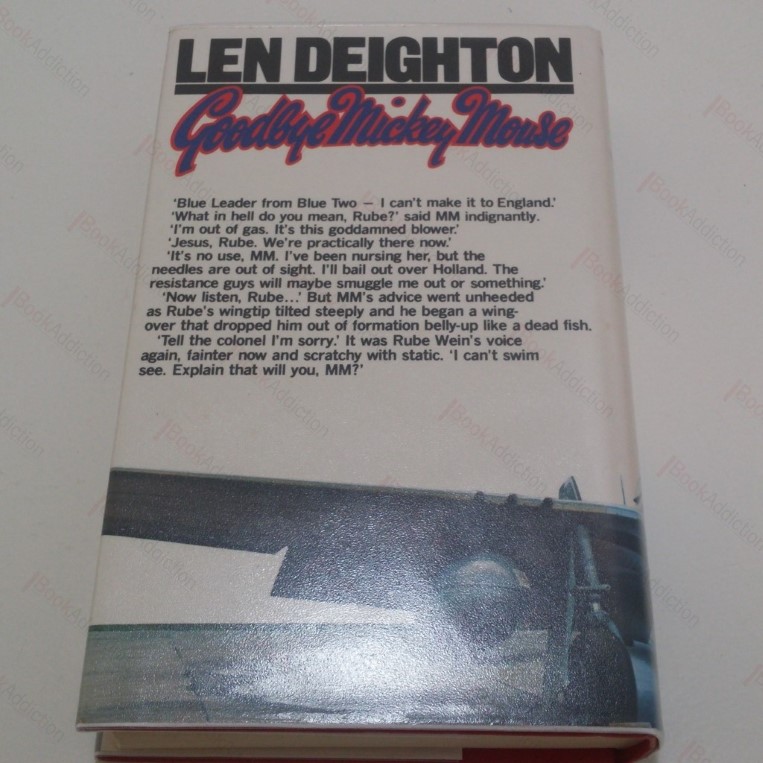 LEN DEIGHTON
Goodbye Mickey Mouse
‘Blue Leader from Blue Two – I can’t make it to England.’
‘What in hell do you mean, Rube?’ said MM indignantly.
‘I’m out of gas. It’s this goddamned blower.’
‘Jesus, Rube. We’re practically there now.’
‘It’s no use, MM. I’ve been nursing her, but the
needles are out of sight. I’ll bail out over Holland. The
resistance guys will maybe smuggle me out or something.’
‘Now listen, Rube...’ But MM’s advice went unheeded
as Rube’s wingtip tilted steeply and he began a wing-
over that dropped him out of formation belly-up like a dead fish.
‘Tell the colonel I’m sorry.’ It was Rube Wein’s voice
again, fainter now and scratchy with static. ‘I can’t swim
see. Explain that will you, MM?’
BookAddiction